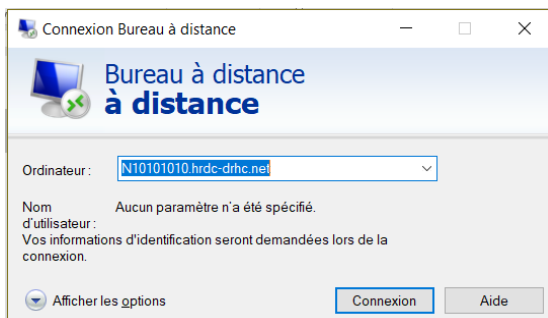 Connexion Bureau à distance
Bureau à distance
à distance
Ordinateur :
N10101010.hrdc-drhc.net
Nom
d'utilisateur :
Aucun paramètre n'a été spécifié.
Vos informations d'identification seront demandées lors de la
connexion.
Afficher les options
Connexion
Aide